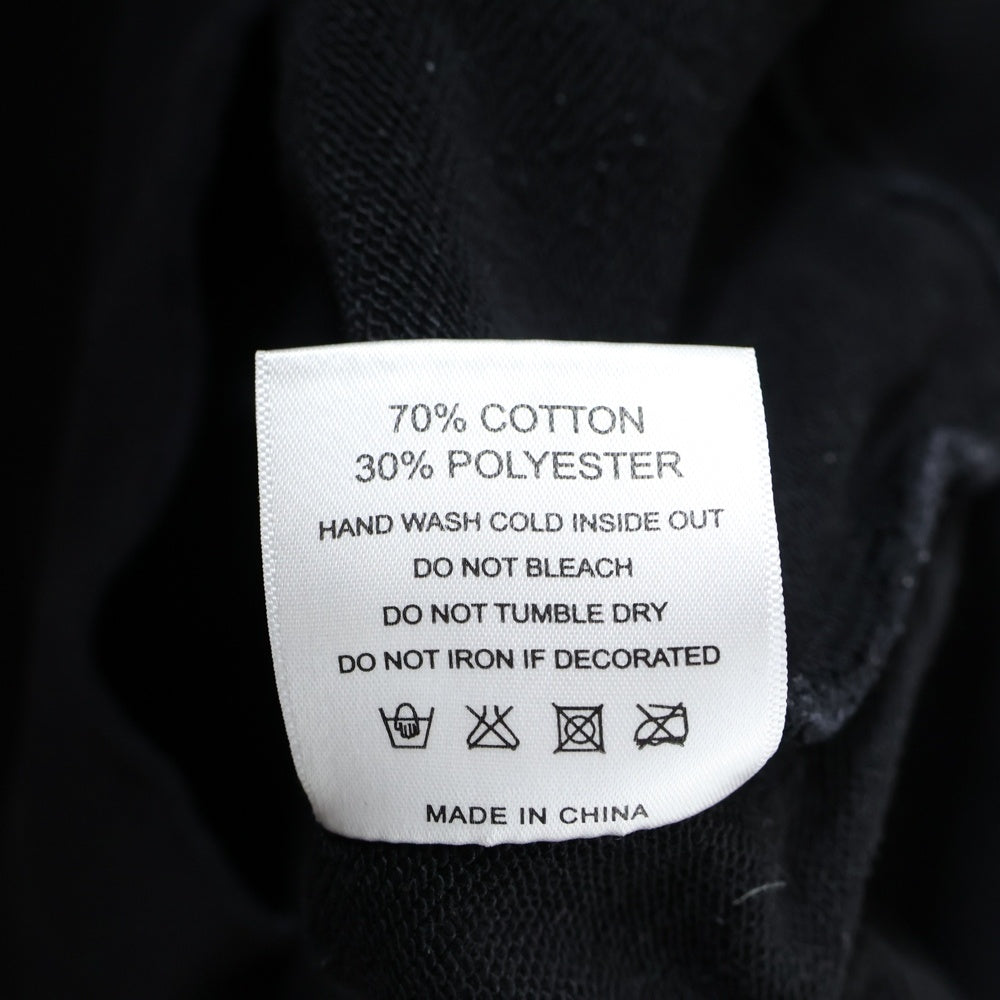 70% COTTON
30% POLYESTER
HAND WASH COLD INSIDE OUT
DO NOT BLEACH
DO NOT TUMBLE DRY
DO NOT IRON IF DECORATED
MADE IN CHINA